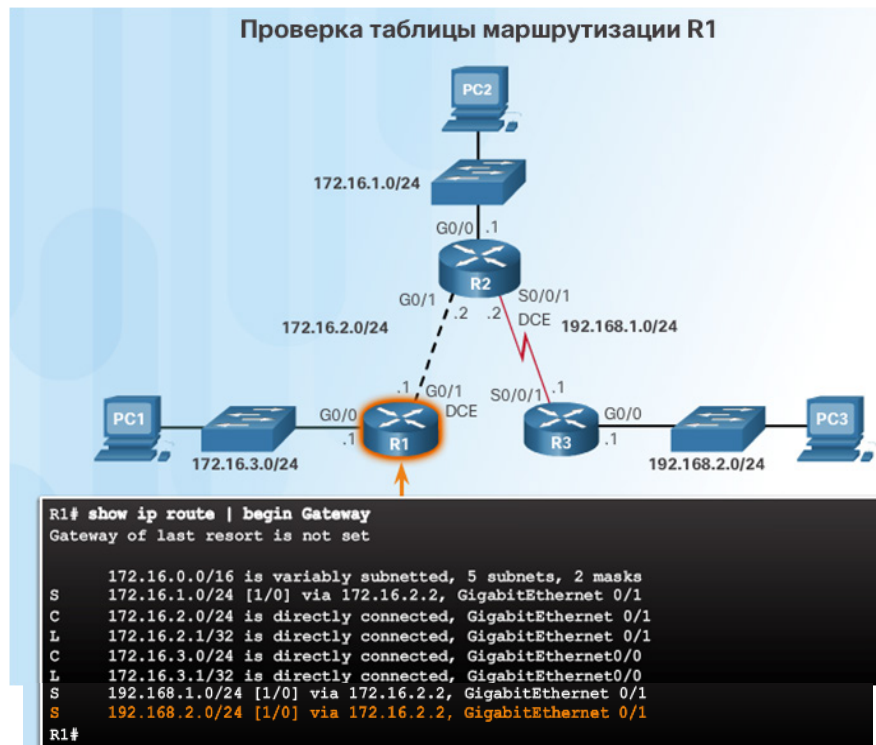 Проверка таблицы маршрутизации R1
PC2
172.16.1.0/24
G0/0 .1
R2
G0/1
S0/0/1
.2 .2
DCE
172.16.2.0/24
192.168.1.0/24
.1 G0/1
DCE
S0/0/1 .1
PC1
G0/0
.1
R1
R3
G0/0
.1
PC3
172.16.3.0/24
192.168.2.0/24
R1# show ip route | begin Gateway
Gateway of last resort is not set
172.16.0.0/16 is variably subnetted, 5 subnets, 2 masks
S 172.16.1.0/24 [1/0] via 172.16.2.2, GigabitEthernet 0/1
C 172.16.2.0/24 is directly connected, GigabitEthernet 0/1
L 172.16.2.1/32 is directly connected, GigabitEthernet 0/1
C 172.16.3.0/24 is directly connected, GigabitEthernet0/0
L 172.16.3.1/32 is directly connected, GigabitEthernet0/0
S 192.168.1.0/24 [1/0] via 172.16.2.2, GigabitEthernet 0/1
S 192.168.2.0/24 [1/0] via 172.16.2.2, GigabitEthernet 0/1
R1#